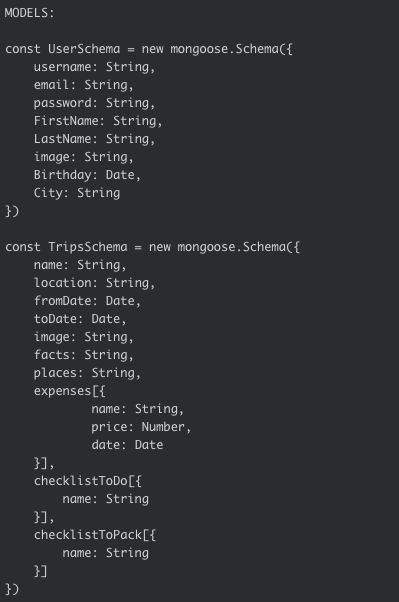 MODELS:

const UserSchema = new mongoose.Schema({
    username: String,
    email: String,
    password: String,
    FirstName: String,
    LastName: String,
    image: String,
    Birthday: Date,
    City: String
})

const TripsSchema = new mongoose.Schema({
    name: String,
    location: String,
    fromDate: Date,
    toDate: Date,
    image: String,
    facts: String,
    places: String,
    expenses[{
            name: String,
            price: Number,
            date: Date
    }],
    checklistToDo[{
        name: String
    }],
    checklistToPack[{
        name: String
    }]
})